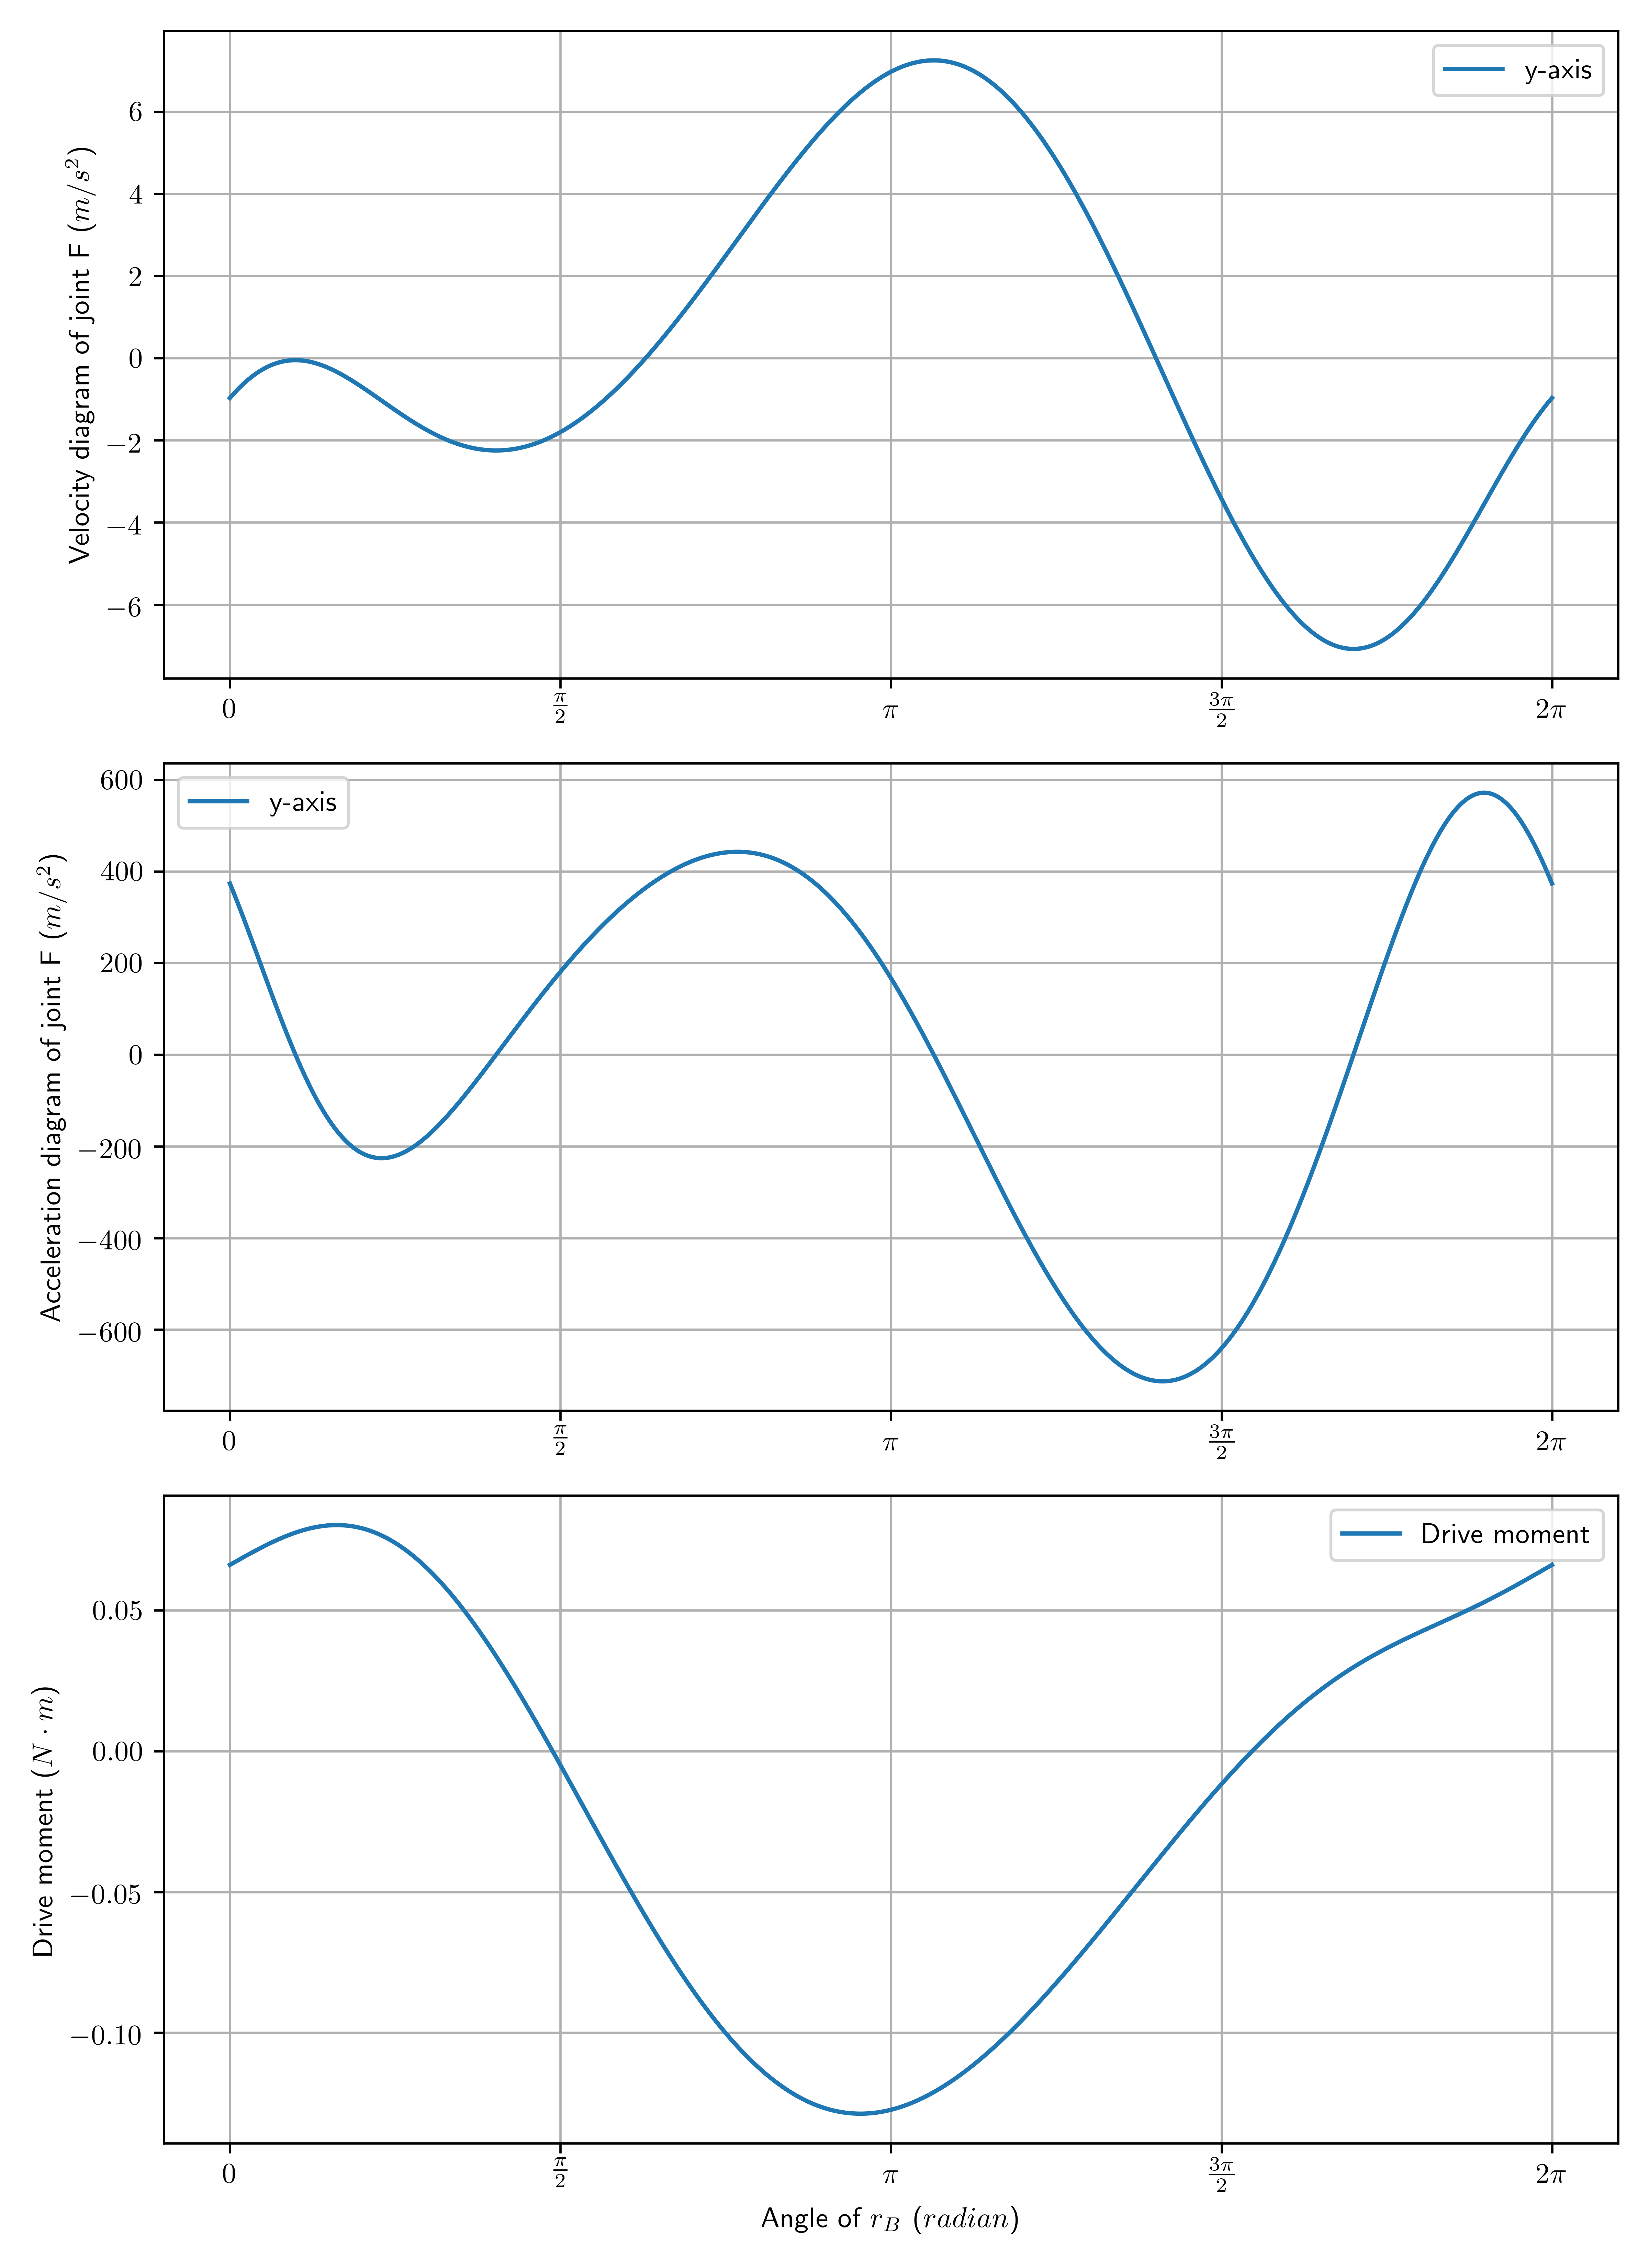 Velocity diagram of joint F (m/s²)
6
4
2
0
−2
−4
−6
y-axis
0 π/2 π 3π/2 2π
Acceleration diagram of joint F (m/s²)
600
400
200
0
−200
−400
−600
y-axis
0 π/2 π 3π/2 2π
Drive moment (N · m)
0.05
0.00
−0.05
−0.10
Drive moment
0 π/2 π 3π/2 2π
Angle of r_B (radian)